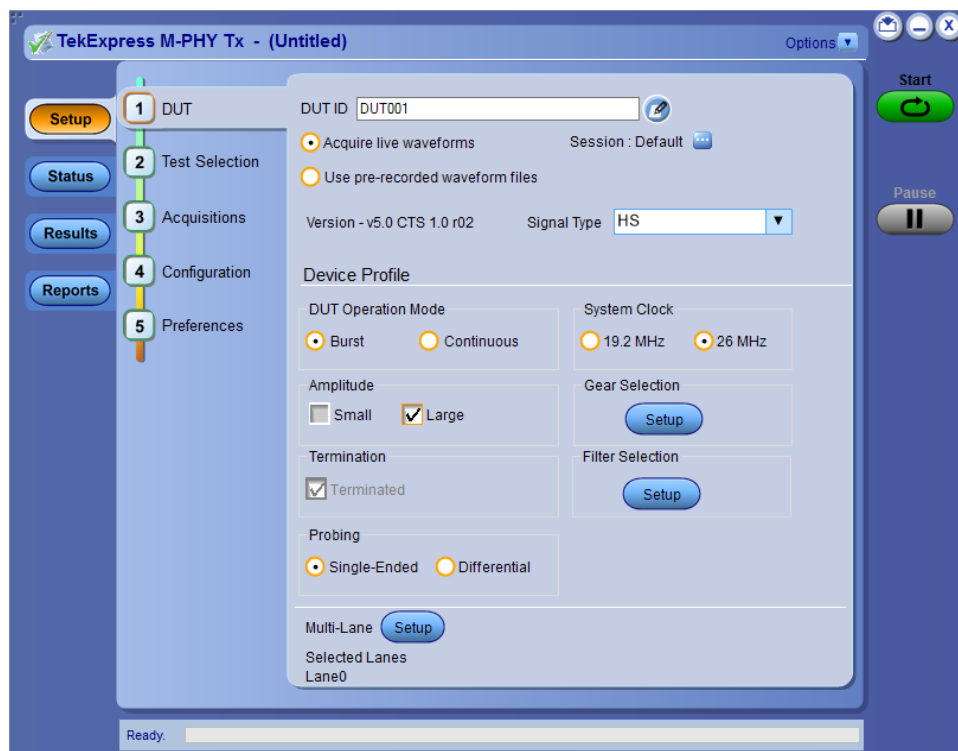 TekExpress M-PHY Tx - (Untitled)
Options
Start
Pause
Setup
Status
Results
Reports
1 DUT
2 Test Selection
3 Acquisitions
4 Configuration
5 Preferences
DUT ID DUT001
Acquire live waveforms Session : Default
Use pre-recorded waveform files
Version - v5.0 CTS 1.0 r02 Signal Type HS
Device Profile
DUT Operation Mode
Burst Continuous
System Clock
19.2 MHz 26 MHz
Amplitude
Small Large
Gear Selection
Setup
Termination
Terminated
Filter Selection
Setup
Probing
Single-Ended Differential
Multi-Lane Setup
Selected Lanes
Lane0
Ready.